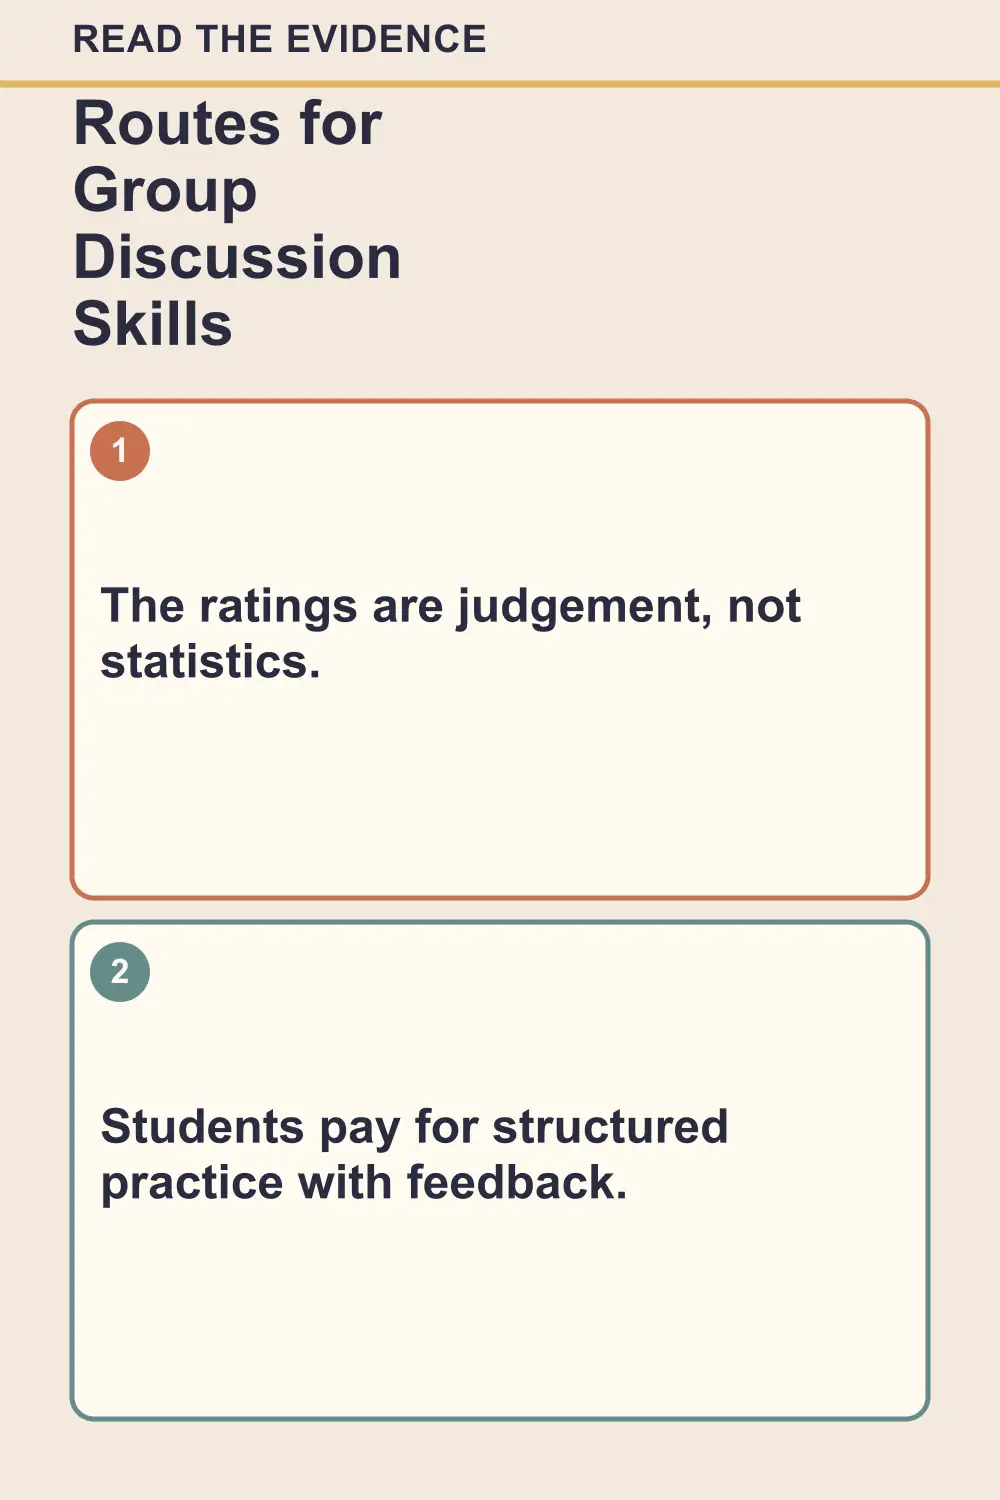 READ THE EVIDENCE
Routes for
Group
Discussion
Skills
1
The ratings are judgement, not
statistics.
2
Students pay for structured
practice with feedback.